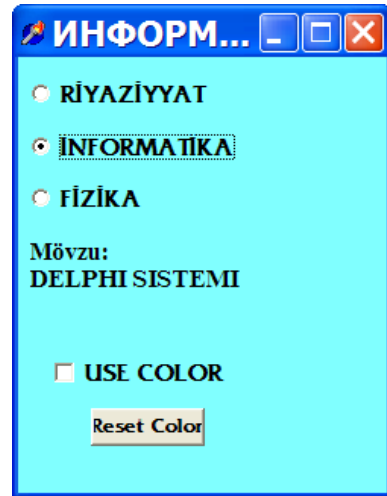 ИНФОРМ...
RİYAZİYYAT
İNFORMATİKA
FİZİKA
Mövzu:
DELPHI SISTEMI
USE COLOR
Reset Color